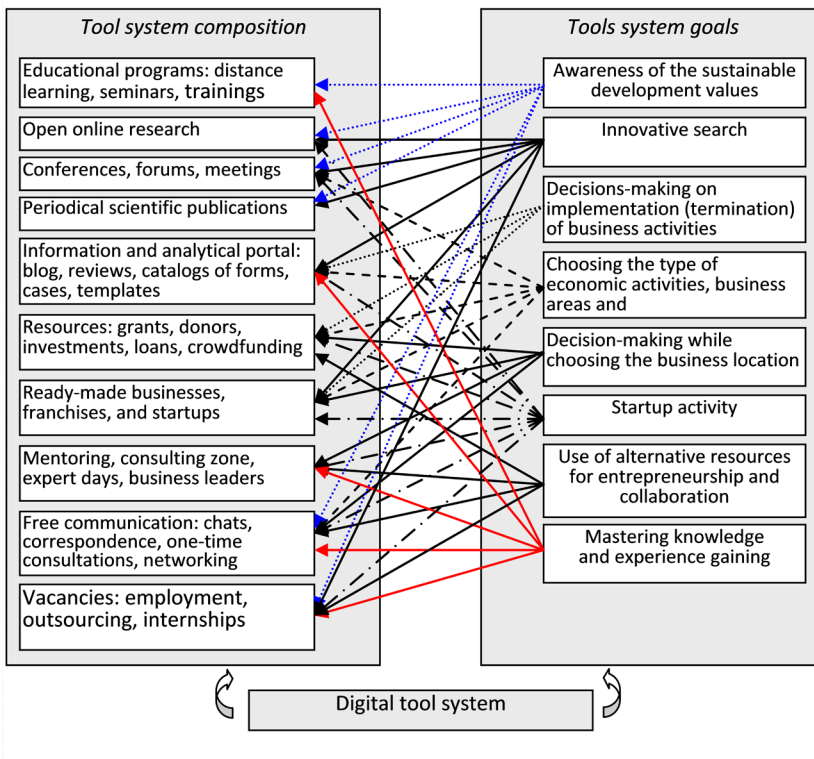 Tool system composition
Educational programs: distance
learning, seminars, trainings
Open online research
Conferences, forums, meetings
Periodical scientific publications
Information and analytical portal:
blog, reviews, catalogs of forms,
cases, templates
Resources: grants, donors,
investments, loans, crowdfunding
Ready-made businesses,
franchises, and startups
Mentoring, consulting zone,
expert days, business leaders
Free communication: chats,
correspondence, one-time
consultations, networking
Vacancies: employment,
outsourcing, internships
Tools system goals
Awareness of the sustainable
development values
Innovative search
Decisions-making on
implementation (termination)
of business activities
Choosing the type of
economic activities, business
areas and
Decision-making while
choosing the business location
Startup activity
Use of alternative resources
for entrepreneurship and
collaboration
Mastering knowledge
and experience gaining
Digital tool system